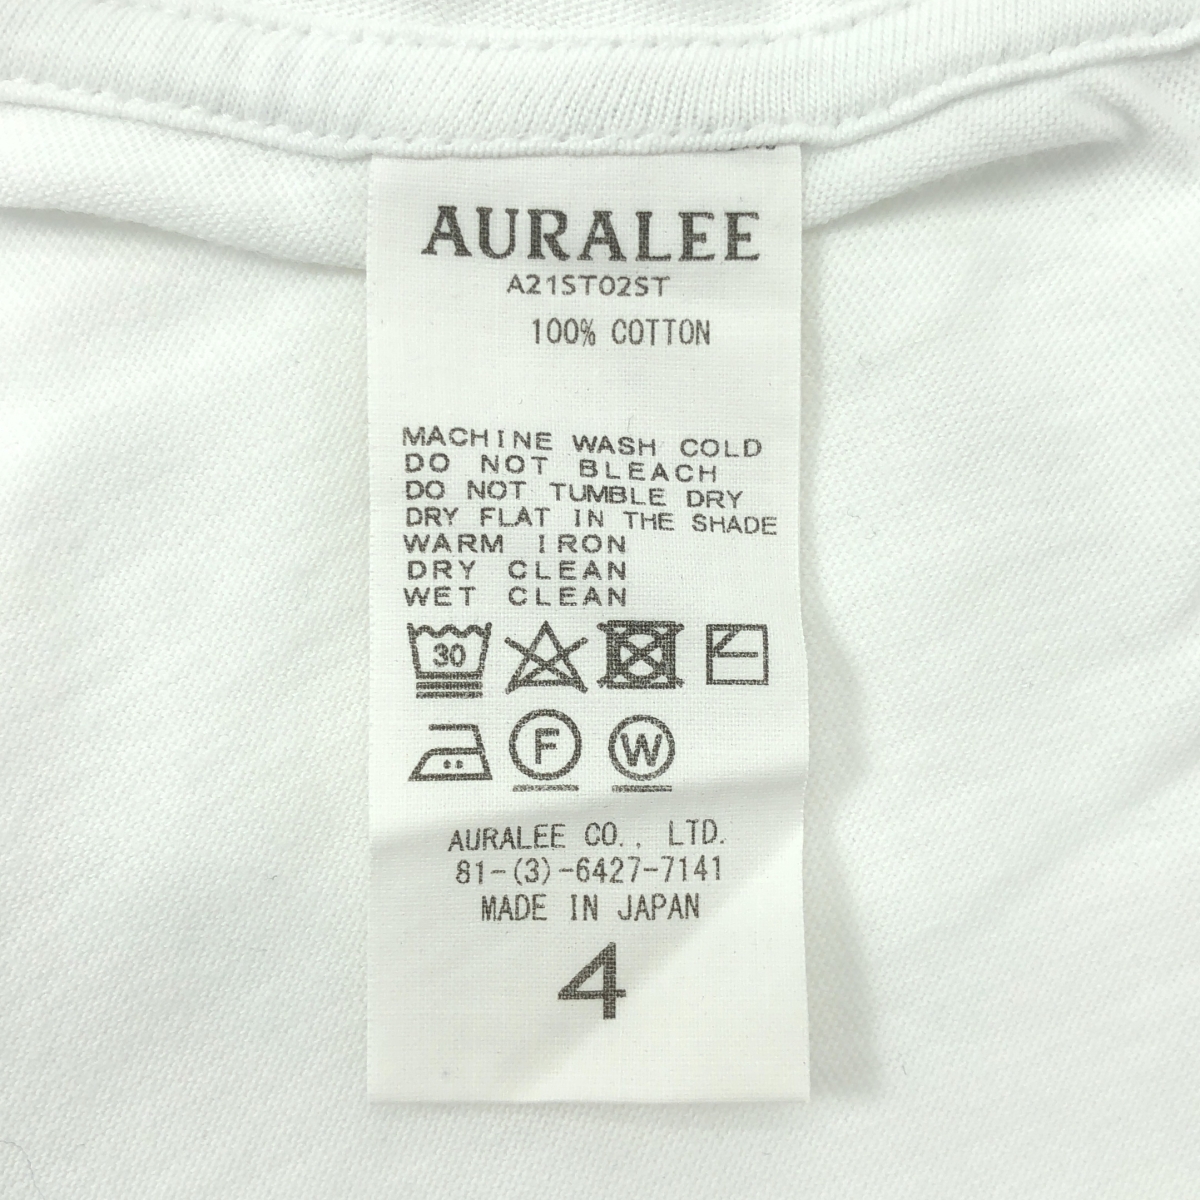 AURALEE
A21ST02ST
100% COTTON
MACHINE WASH COLD
DO NOT BLEACH
DO NOT TUMBLE DRY
DRY FLAT IN THE SHADE
WARM IRON
DRY CLEAN
WET CLEAN
30
F W
AURALEE CO., LTD.
81-(3)-6427-7141
MADE IN JAPAN
4